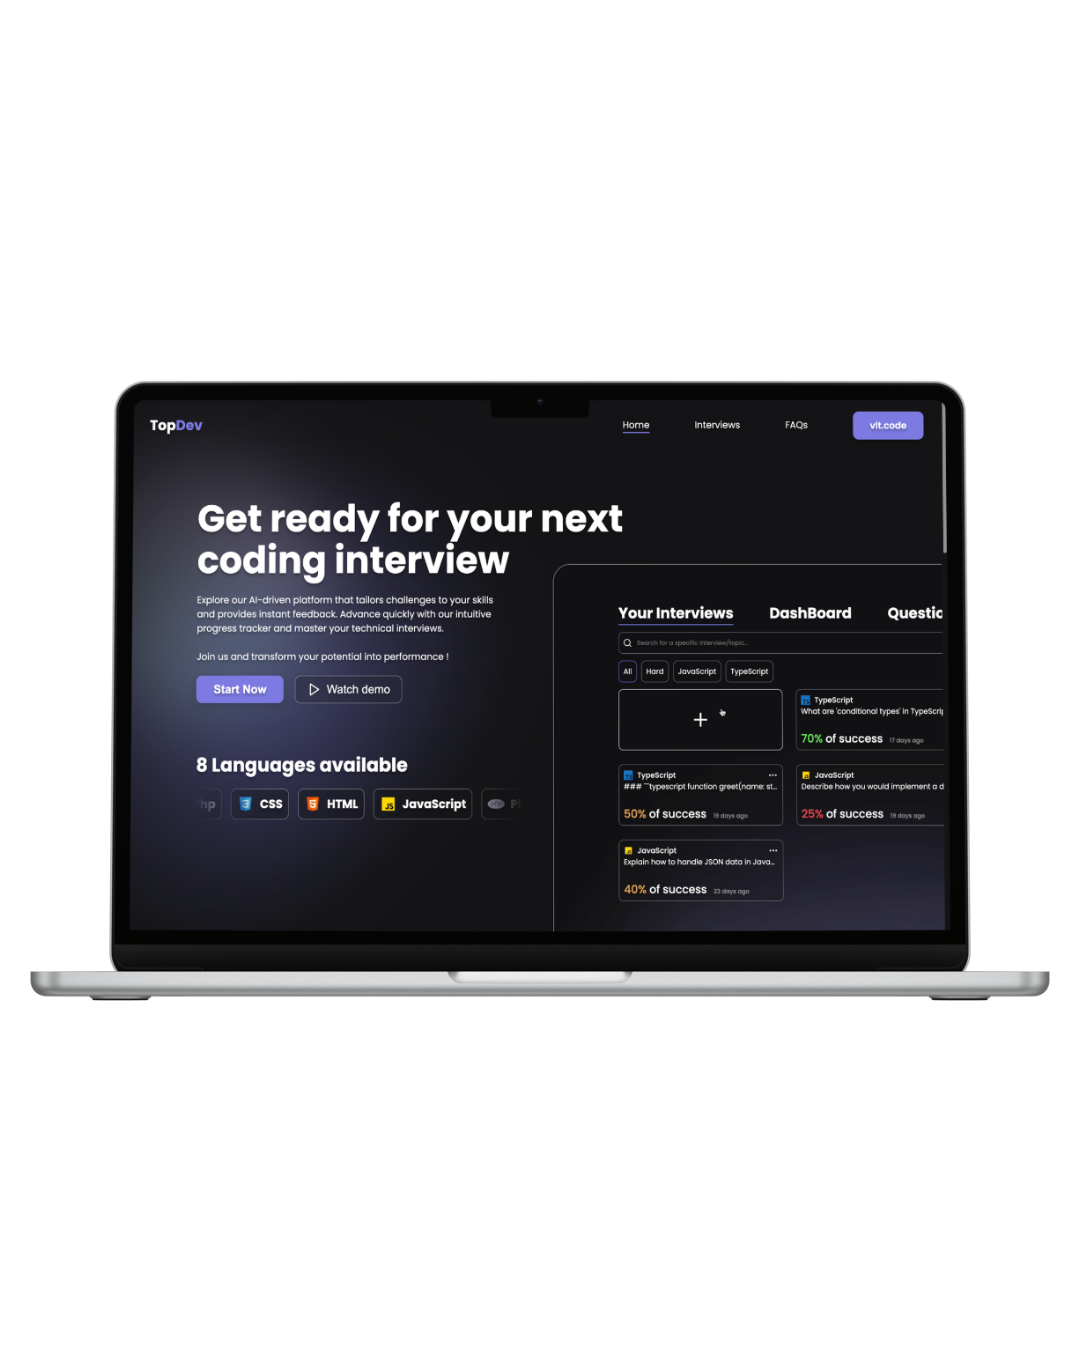 TopDev
Home Interviews FAQs vlt.code
Get ready for your next
coding interview
Explore our AI-driven platform that tailors challenges to your skills
and provides instant feedback. Advance quickly with our intuitive
progress tracker and master your technical interviews.
Join us and transform your potential into performance !
Start Now Watch demo
8 Languages available
hp CSS HTML JavaScript php
Your Interviews DashBoard Questio
Search for a specific interview/topic...
All Hard JavaScript TypeScript
TypeScript
What are 'conditional types' in TypeScrip
70% of success 17 days ago
TypeScript
### ```typescript function greet(name: st...
50% of success 19 days ago
JavaScript
Describe how you would implement a d
25% of success 19 days ago
JavaScript
Explain how to handle JSON data in Java...
40% of success 23 days ago